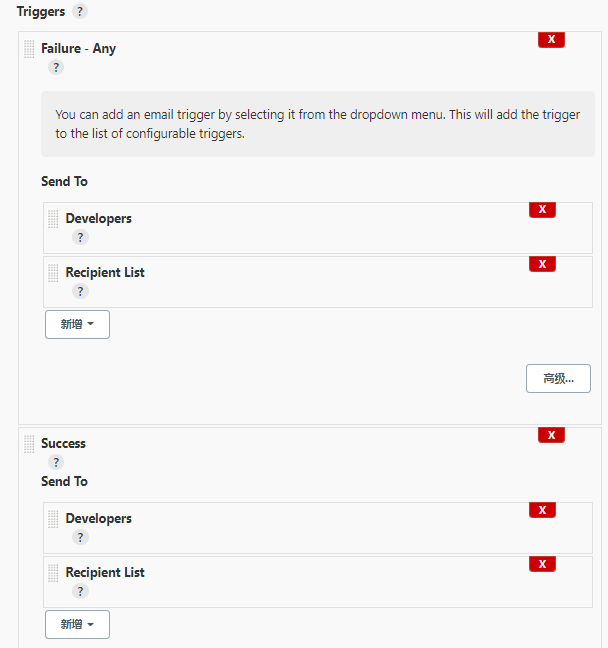 Triggers ?
Failure - Any
X
?
You can add an email trigger by selecting it from the dropdown menu. This will add the trigger
to the list of configurable triggers.
Send To
Developers
X
?
Recipient List
X
?
新增
高级...
Success
X
?
Send To
Developers
X
?
Recipient List
X
?
新增